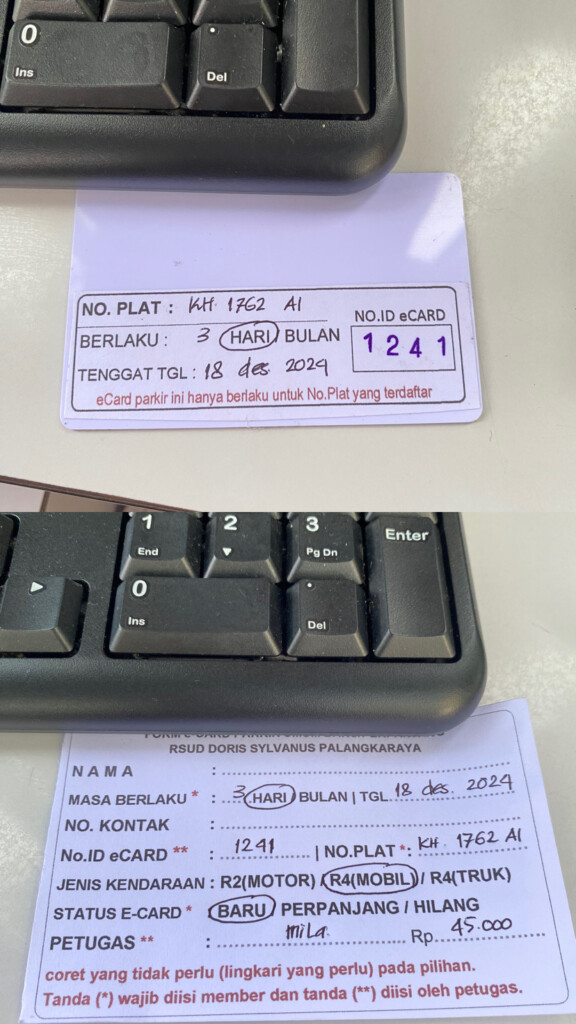 0
Ins
.
Del
NO. PLAT : KH 1762 AI
BERLAKU : 3 HARI/ BULAN
NO.ID eCARD
1241
TENGGAT TGL : 18 des 2024
eCard parkir ini hanya berlaku untuk No.Plat yang terdaftar
1
End
2
3
Pg Dn
Enter
0
Ins
.
Del
RSUD DORIS SYLVANUS PALANGKARAYA
NAMA :
MASA BERLAKU * : 3 HARI/ BULAN | TGL. 18 des. 2024
NO. KONTAK :
No.ID eCARD ** : 1241 | NO.PLAT *: KH 1762 AI
JENIS KENDARAAN : R2(MOTOR) / R4(MOBIL) / R4(TRUK)
STATUS E-CARD * : BARU / PERPANJANG / HILANG
PETUGAS ** : mila Rp. 45.000
coret yang tidak perlu (lingkari yang perlu) pada pilihan.
Tanda (*) wajib diisi member dan tanda (**) diisi oleh petugas.